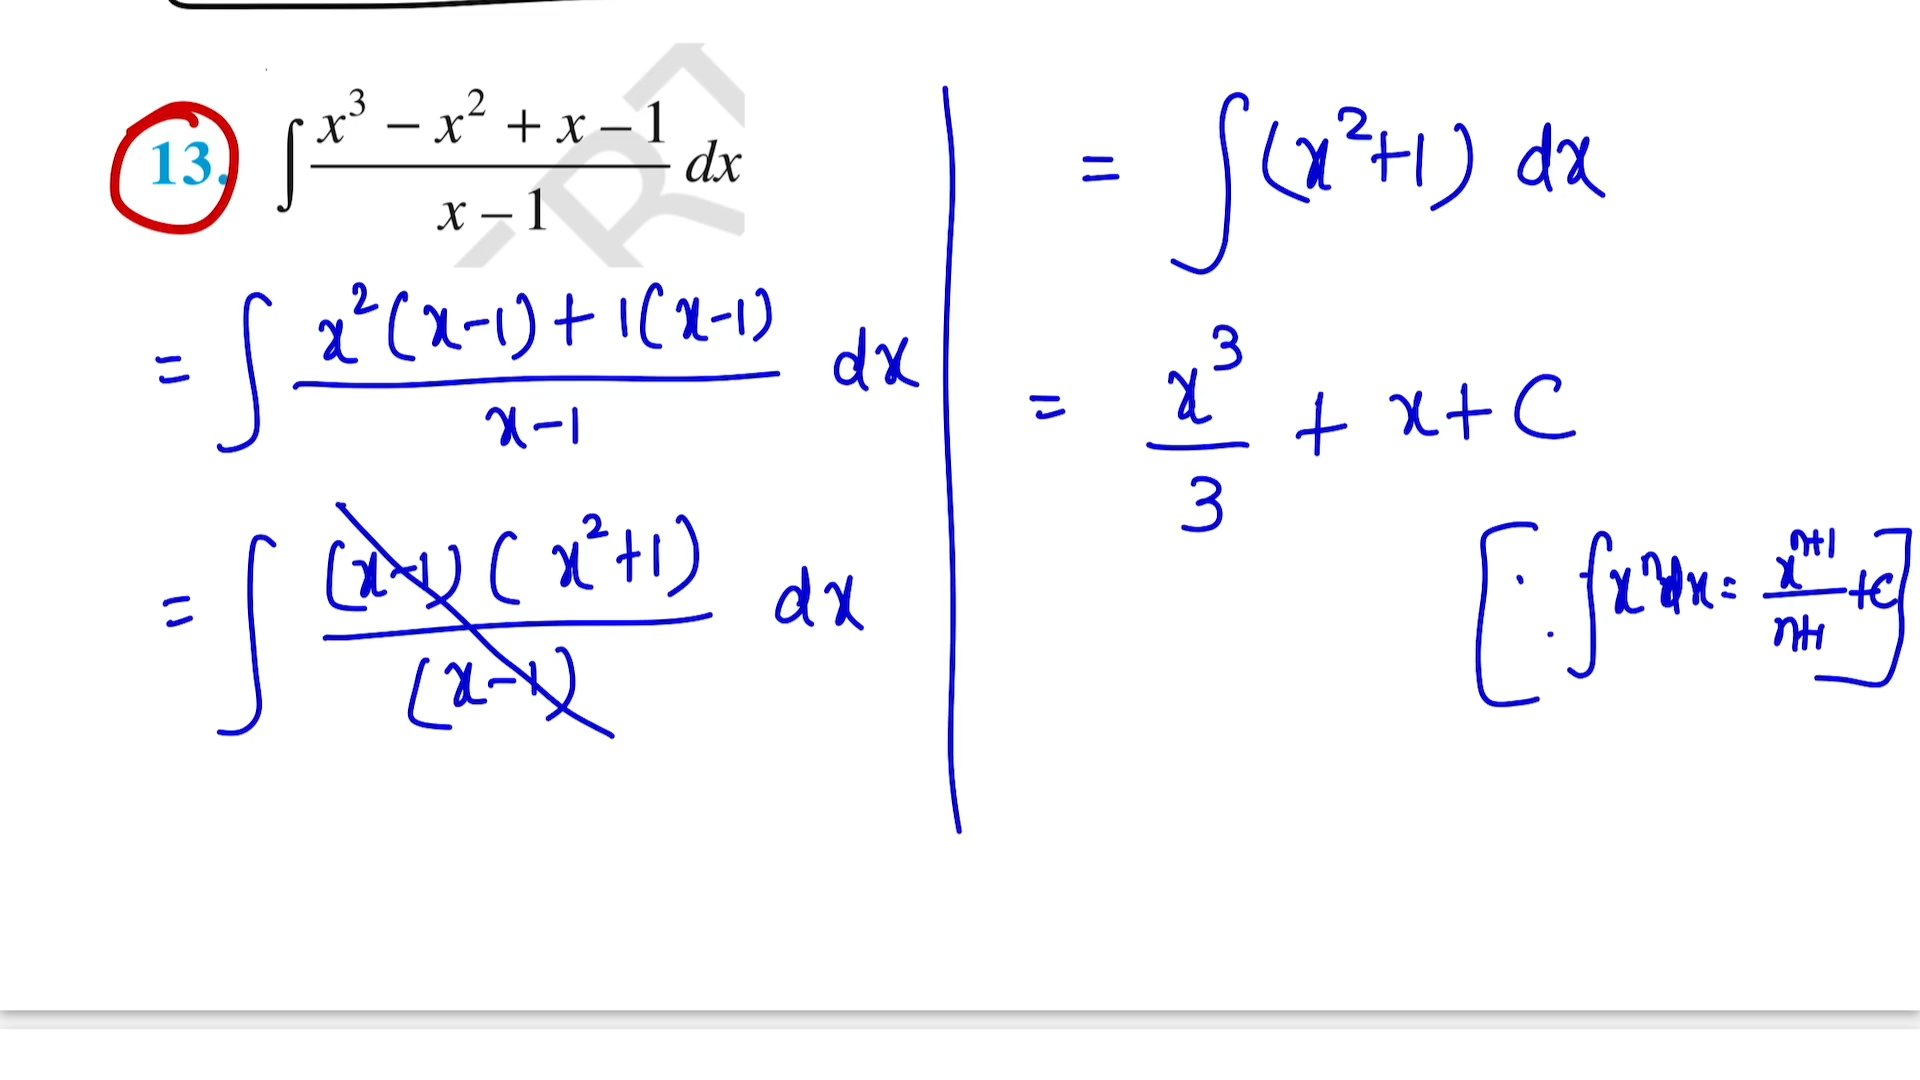 13. ∫ (x³ − x² + x − 1)/(x − 1) dx
= ∫ (x²(x-1)+1(x-1))/(x-1) dx
= ∫ ((x-1)(x²+1))/((x-1)) dx
= ∫(x²+1) dx
= x³/3 + x + C
[∵ ∫xⁿdx = xⁿ⁺¹/(n+1) + C]